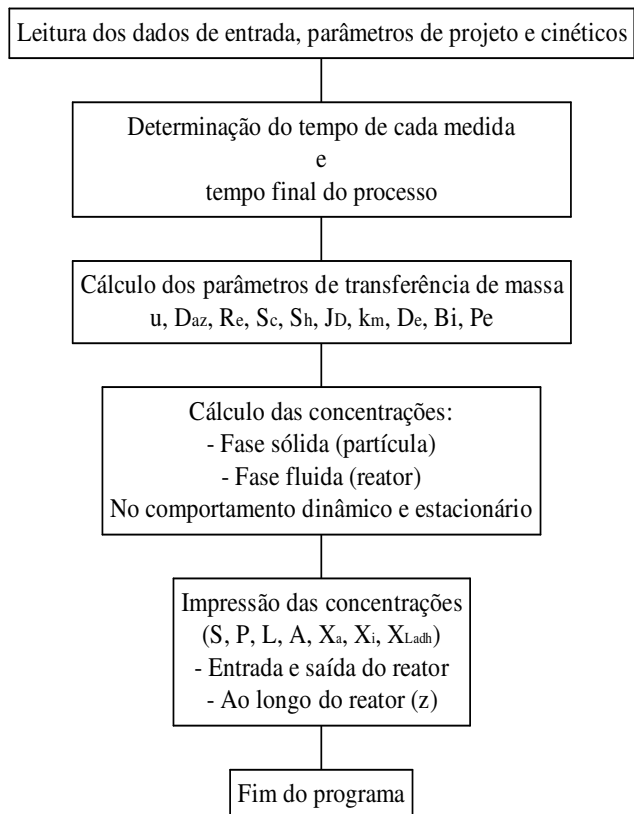 Leitura dos dados de entrada, parâmetros de projeto e cinéticos
Determinação do tempo de cada medida
e
tempo final do processo
Cálculo dos parâmetros de transferência de massa
u, Daz, Re, Sc, Sh, JD, km, De, Bi, Pe
Cálculo das concentrações:
- Fase sólida (partícula)
- Fase fluida (reator)
No comportamento dinâmico e estacionário
Impressão das concentrações
(S, P, L, A, Xa, Xi, XLadh)
- Entrada e saída do reator
- Ao longo do reator (z)
Fim do programa